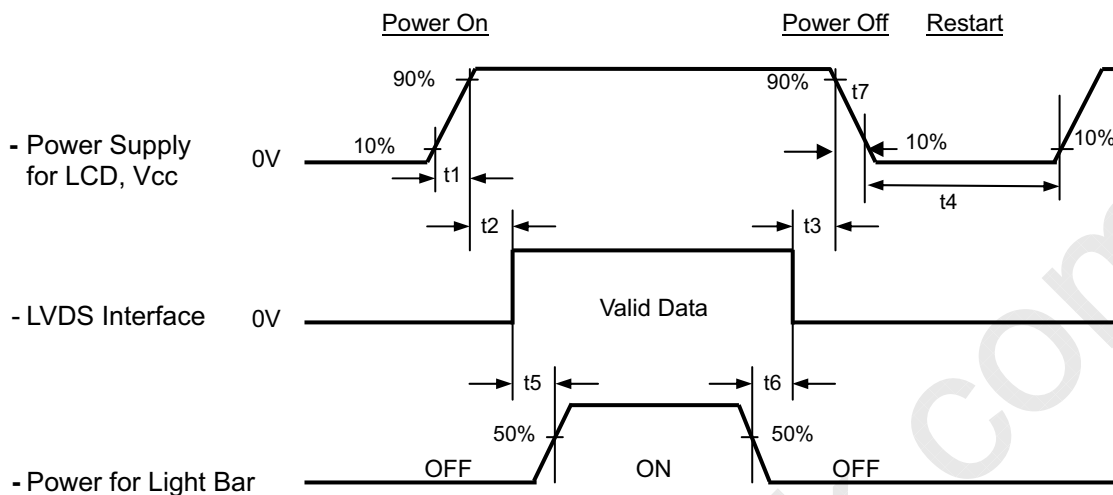 Power On Power Off Restart
90% 90% t7
- Power Supply
for LCD, Vcc
0V 10% 10% 10%
t1 t4
t2 t3
- LVDS Interface 0V Valid Data
t5 t6
50% 50%
- Power for Light Bar OFF ON OFF
com